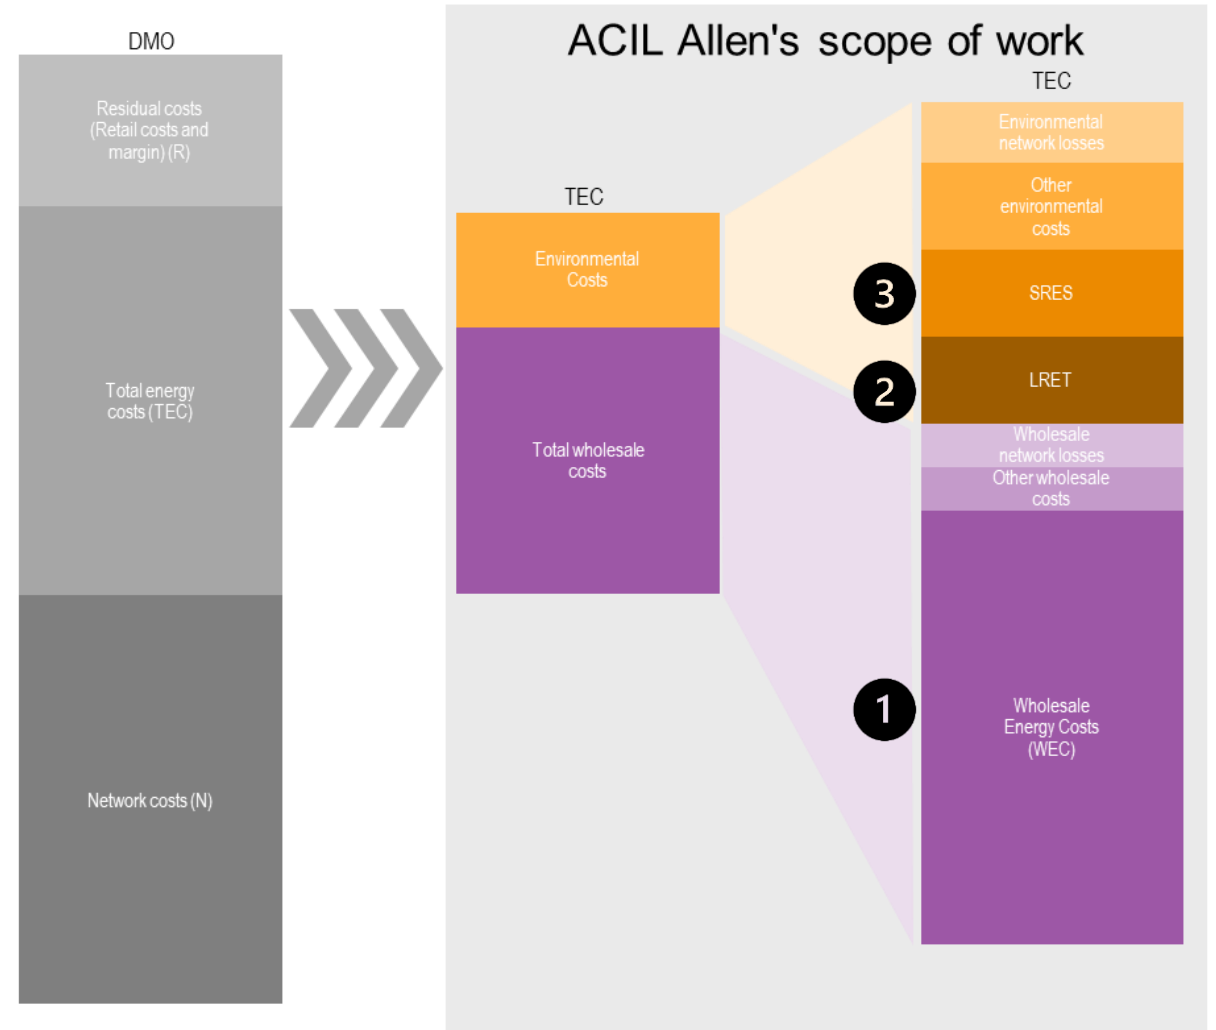 DMO
Residual costs
(Retail costs and
margin) (R)
Total energy
costs (TEC)
Network costs (N)
ACIL Allen's scope of work
TEC
Environmental
Costs
Total wholesale
costs
TEC
Environmental
network losses
Other
environmental
costs
3
SRES
2
LRET
Wholesale
network losses
Other wholesale
costs
1
Wholesale
Energy Costs
(WEC)